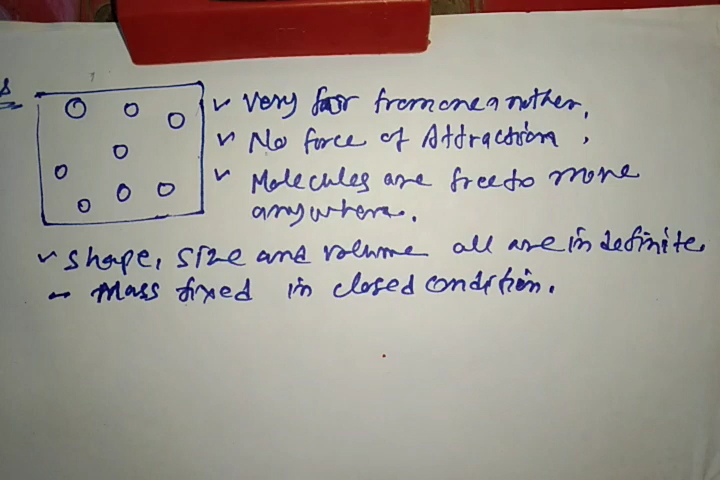 ✓ Very far from one another,
✓ No force of Attraction,
✓ Molecules are free to move
anywhere.
✓ shape, size and volume all are indefinite.
- Mass fixed in closed condition.